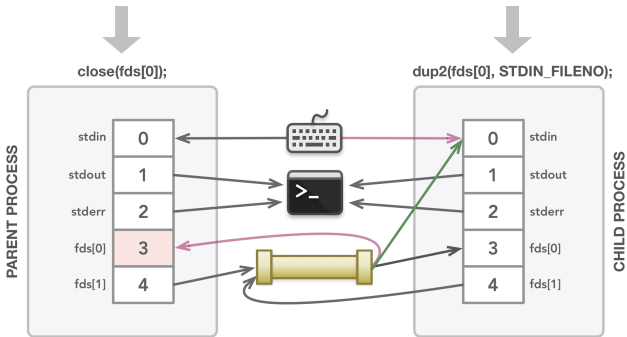 close(fds[0]);
dup2(fds[0], STDIN_FILENO);
PARENT PROCESS
stdin 0
stdout 1
stderr 2
fds[0] 3
fds[1] 4
>_
0 stdin
1 stdout
2 stderr
3 fds[0]
4 fds[1]
CHILD PROCESS